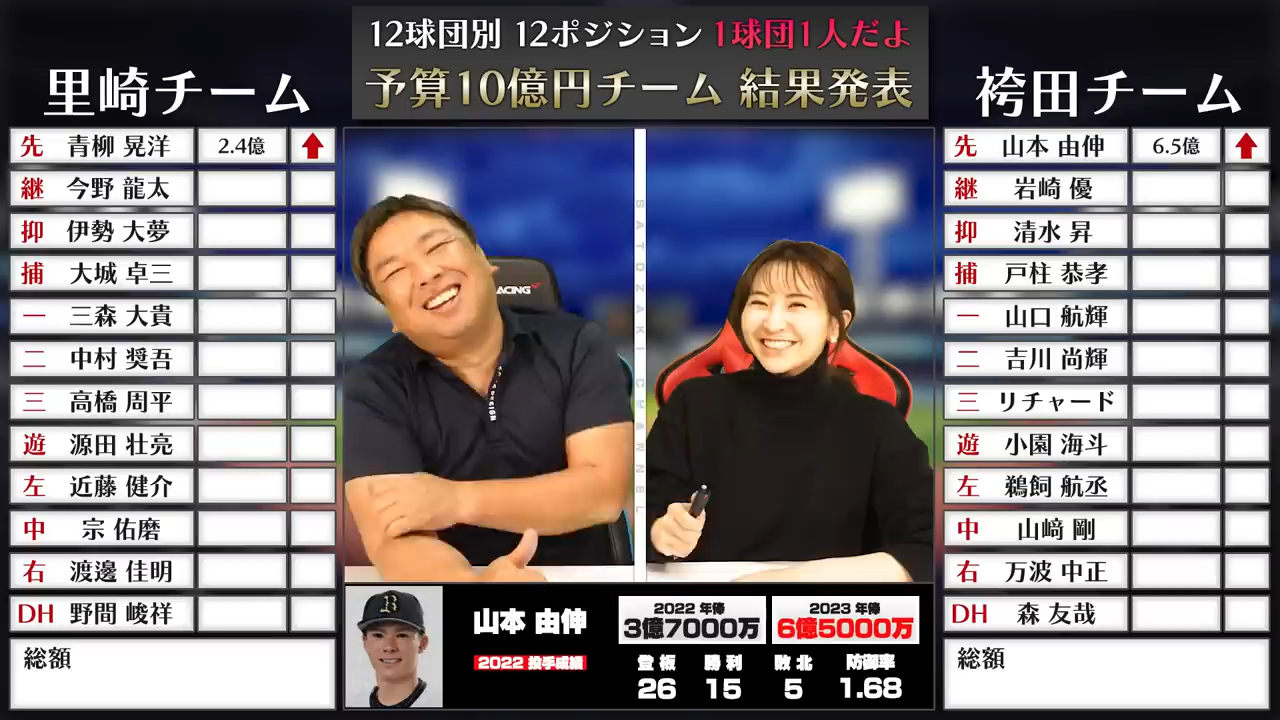 12球団別 12ポジション 1球団1人だよ
予算10億円チーム 結果発表
里崎チーム
先 青柳 晃洋 2.4億
継 今野 龍太
抑 伊勢 大夢
捕 大城 卓三
一 三森 大貴
二 中村 奨吾
三 高橋 周平
遊 源田 壮亮
左 近藤 健介
中 宗 佑磨
右 渡邊 佳明
DH 野間 峻祥
総額
袴田チーム
先 山本 由伸 6.5億
継 岩崎 優
抑 清水 昇
捕 戸柱 恭孝
一 山口 航輝
二 吉川 尚輝
三 リチャード
遊 小園 海斗
左 鵜飼 航丞
中 山﨑 剛
右 万波 中正
DH 森 友哉
総額
SATOZAKI CHANNEL
ACING
B
山本 由伸
2022 投手成績
2022 年俸
3億7000万
2023 年俸
6億5000万
登板 勝利 敗北 防御率
26 15 5 1.68